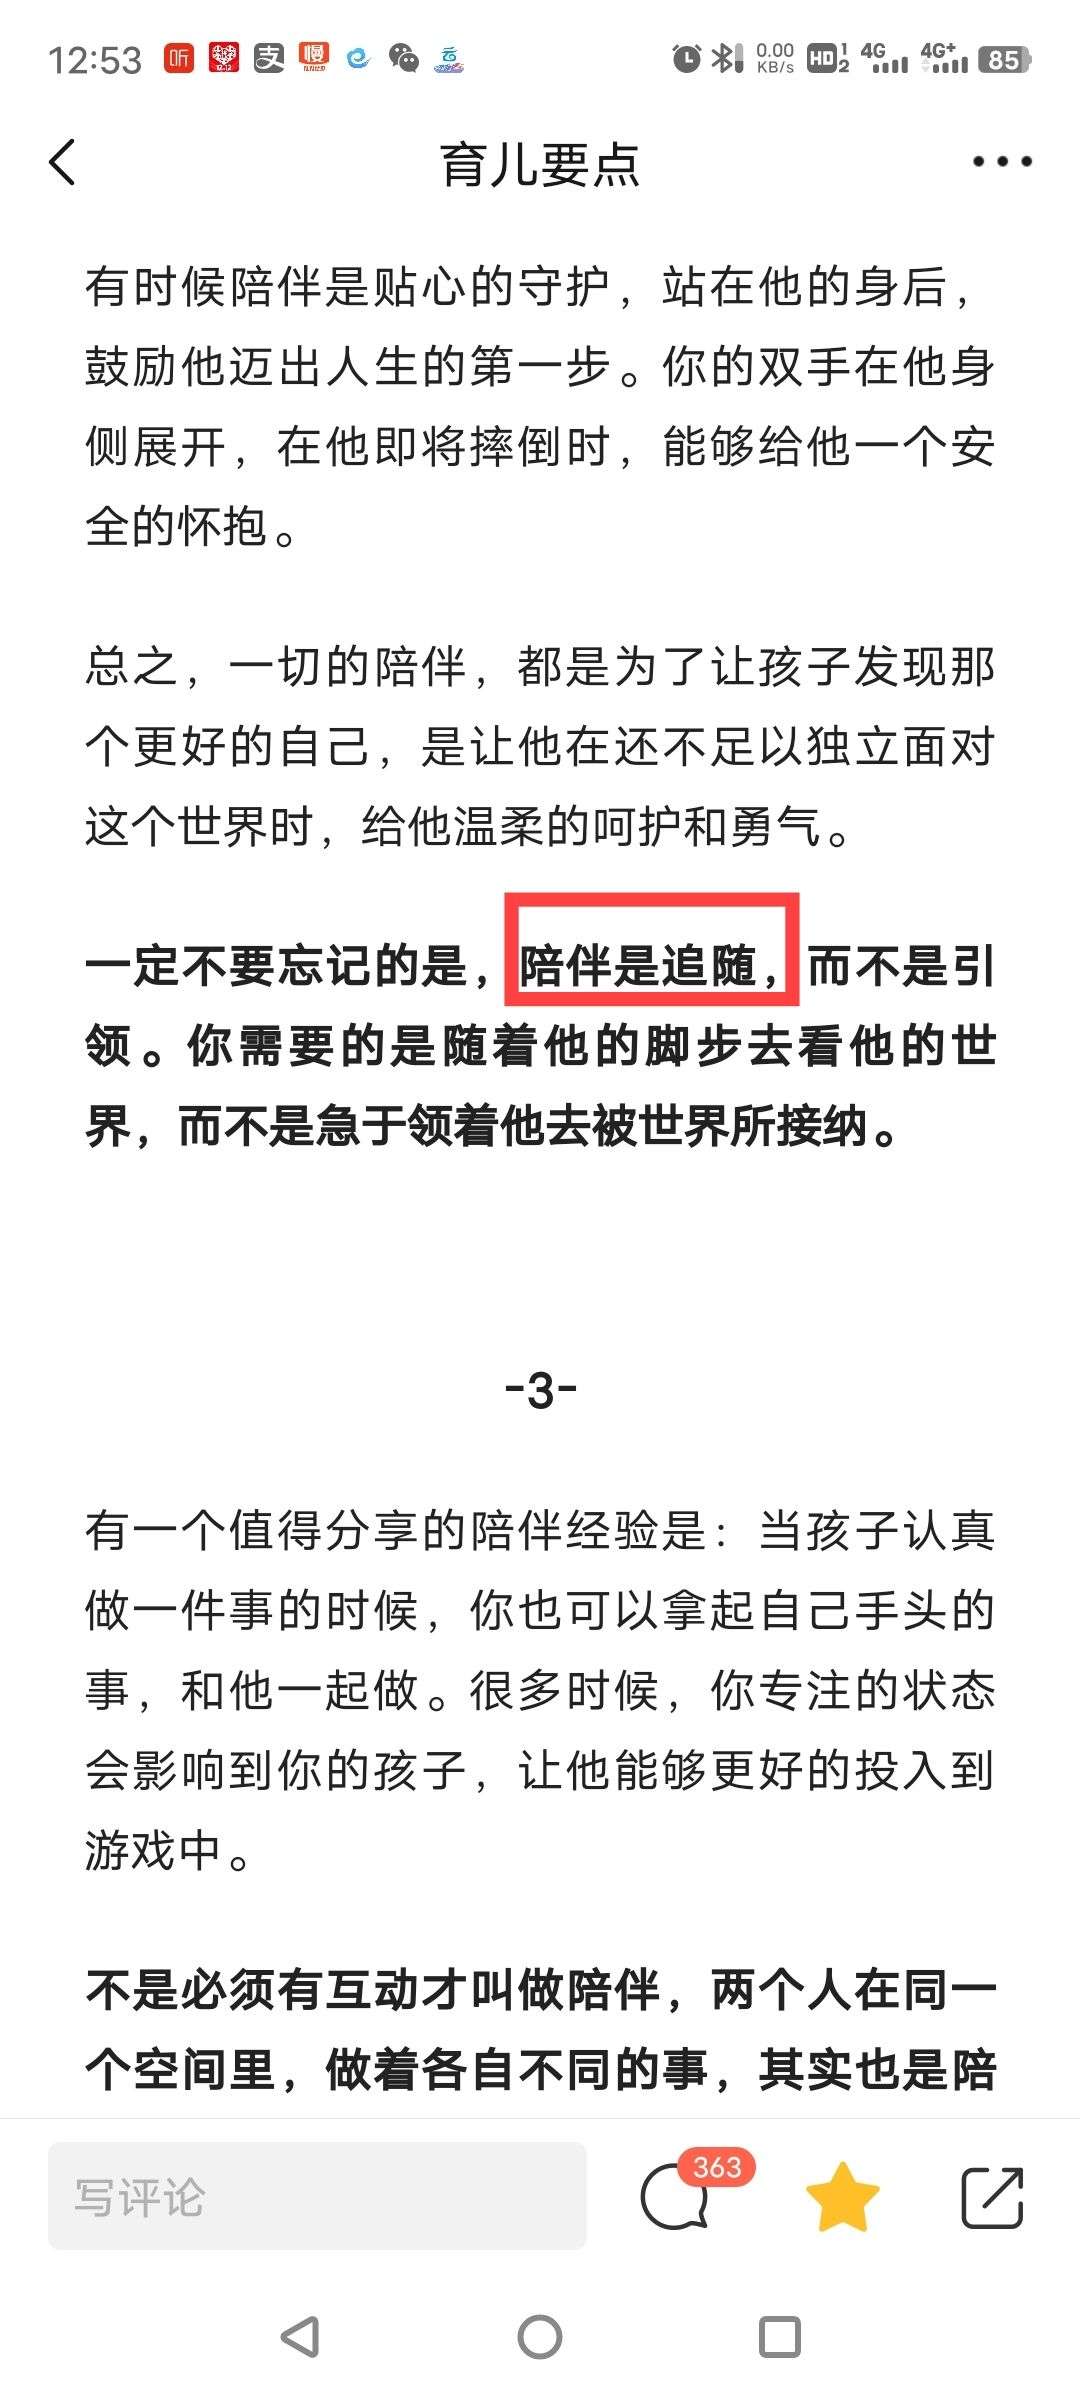 12:53 听 支 慢 云 0.00 KB/s HD 1 2 4G 4G+ 85
育儿要点
有时候陪伴是贴心的守护，站在他的身后，
鼓励他迈出人生的第一步。你的双手在他身
侧展开，在他即将摔倒时，能够给他一个安
全的怀抱。
总之，一切的陪伴，都是为了让孩子发现那
个更好的自己，是让他在还不足以独立面对
这个世界时，给他温柔的呵护和勇气。
一定不要忘记的是，陪伴是追随，而不是引
领。你需要的是随着他的脚步去看他的世
界，而不是急于领着他去被世界所接纳。
-3-
有一个值得分享的陪伴经验是：当孩子认真
做一件事的时候，你也可以拿起自己手头的
事，和他一起做。很多时候，你专注的状态
会影响到你的孩子，让他能够更好的投入到
游戏中。
不是必须有互动才叫做陪伴，两个人在同一
个空间里，做着各自不同的事，其实也是陪
写评论 363